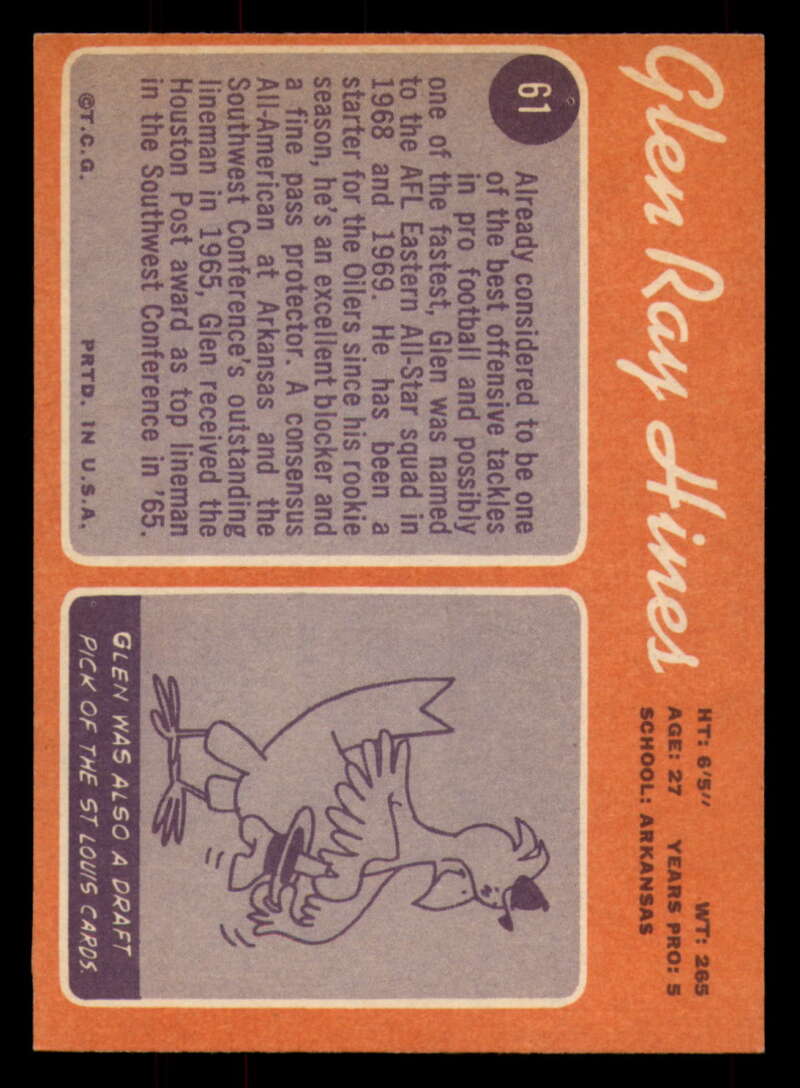 Glen Ray Hines
HT: 6'5" WT: 265
AGE: 27 YEARS PRO: 5
SCHOOL: ARKANSAS
61
Already considered to be one
of the best offensive tackles
in pro football and possibly
one of the fastest, Glen was named
to the AFL Eastern All-Star squad in
1968 and 1969. He has been a
starter for the Oilers since his rookie
season, he's an excellent blocker and
a fine pass protector. A consensus
All-American at Arkansas and the
Southwest Conference's outstanding
lineman in 1965, Glen received the
Houston Post award as top lineman
in the Southwest Conference in '65.
©T.C.G. PRTD. IN U.S.A.
GLEN WAS ALSO A DRAFT
PICK OF THE ST LOUIS CARDS.